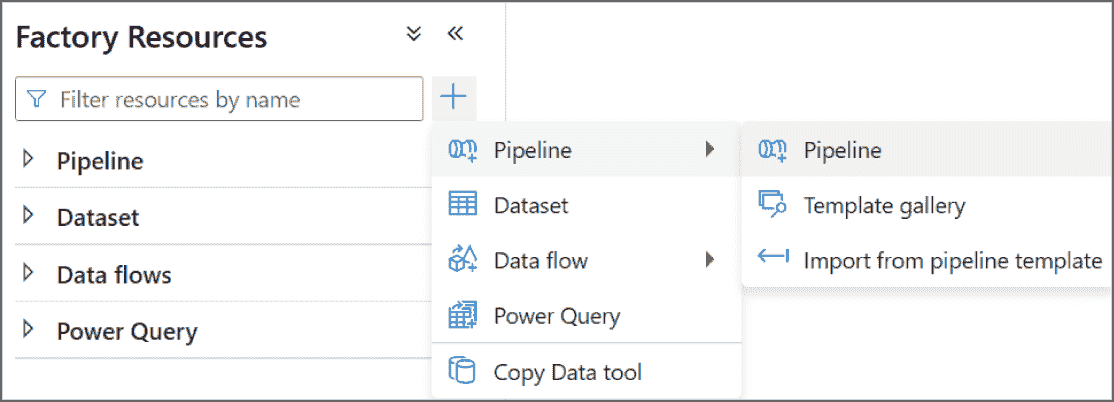 Factory Resources
Filter resources by name
Pipeline
Dataset
Data flows
Power Query
Pipeline
Dataset
Data flow
Power Query
Copy Data tool
Pipeline
Template gallery
Import from pipeline template